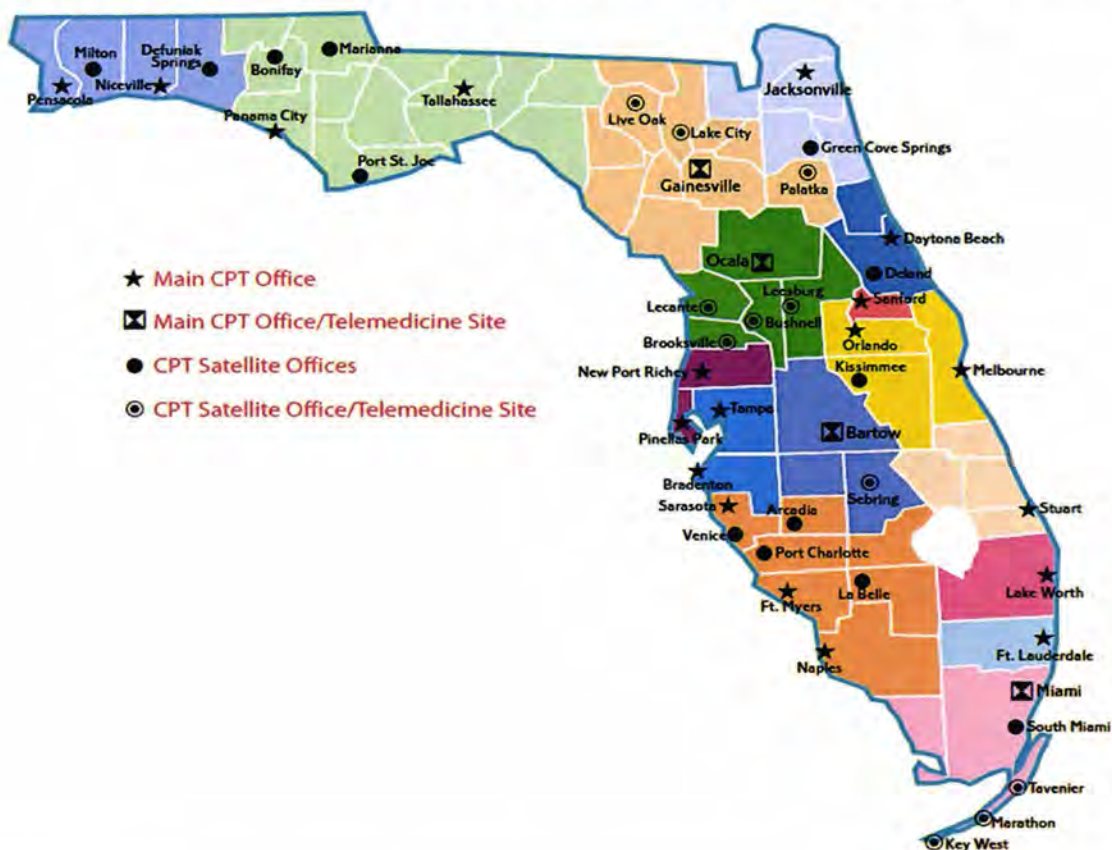 Milton
Defuniak
Springs
Niceville
Pensacola
Bonifay
Marianna
Panama City
Tallahassee
Port St. Joe
Live Oak
Lake City
Gainesville
Jacksonville
Green Cove Springs
Palatka
Daytona Beach
Deland
Ocala
Leesburg
Sanford
Lecante
Bushnell
Brooksville
Orlando
Kissimmee
Melbourne
New Port Richey
Tampa
Pinellas Park
Bartow
Bradenton
Sebring
Sarasota
Arcadia
Stuart
Venice
Port Charlotte
Ft. Myers
La Belle
Lake Worth
Naples
Ft. Lauderdale
Miami
South Miami
Tavenier
Marathon
Key West
Main CPT Office
Main CPT Office/Telemedicine Site
CPT Satellite Offices
CPT Satellite Office/Telemedicine Site